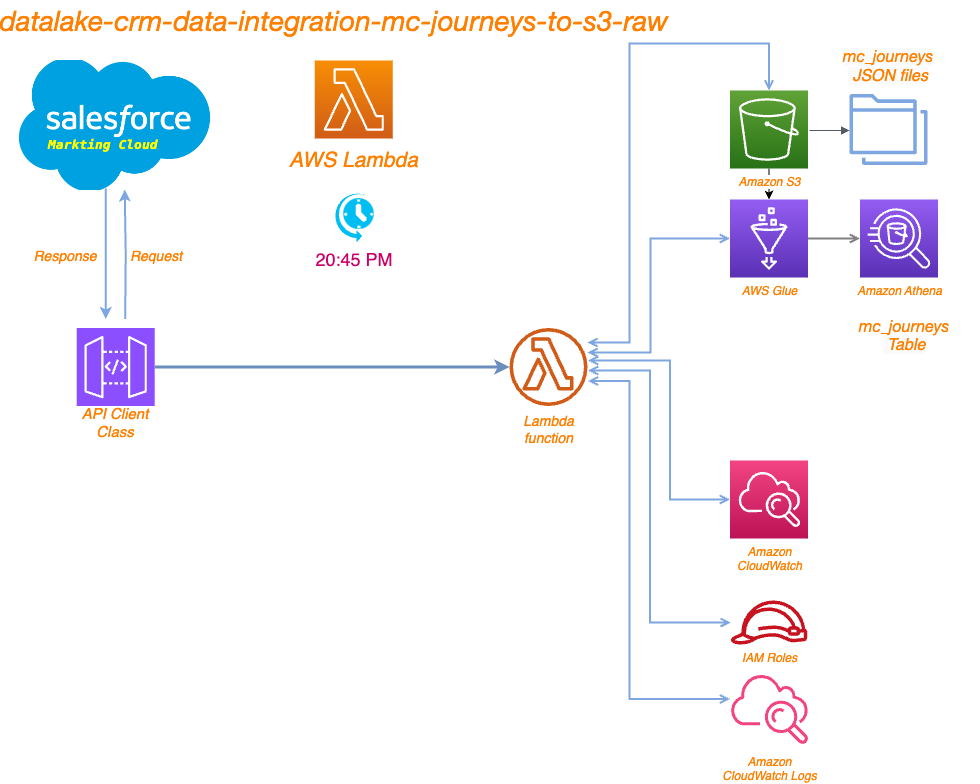 datalake-crm-data-integration-mc-journeys-to-s3-raw
salesforce
Markting Cloud
AWS Lambda
20:45 PM
Response
Request
API Client
Class
Lambda
function
mc_journeys
JSON files
Amazon S3
AWS Glue
Amazon Athena
mc_journeys
Table
Amazon
CloudWatch
IAM Roles
Amazon
CloudWatch Logs